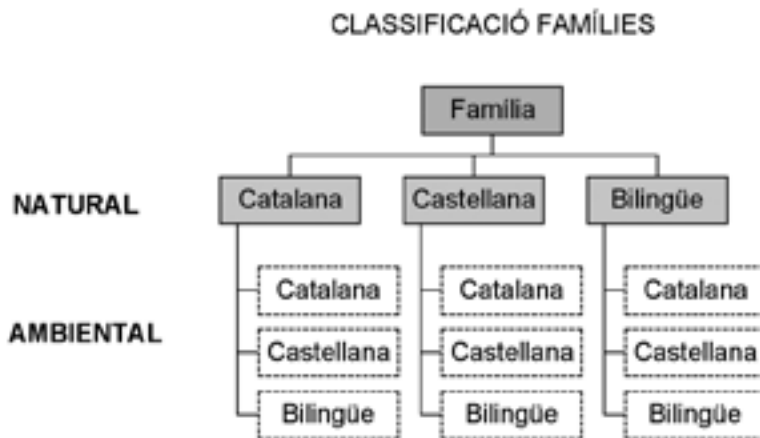 CLASSIFICACIÓ FAMÍLIES
Família
NATURAL
Catalana
Castellana
Bilingüe
AMBIENTAL
Catalana
Catalana
Catalana
Castellana
Castellana
Castellana
Bilingüe
Bilingüe
Bilingüe